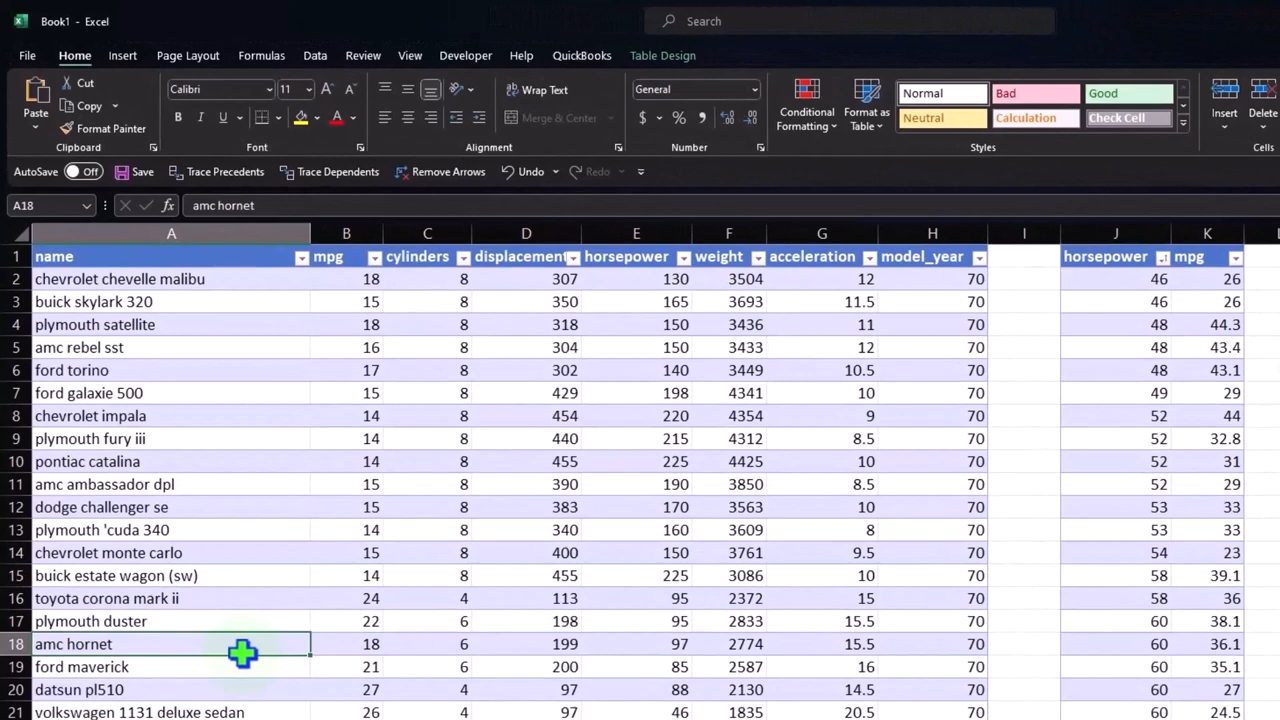 Book1 - Excel
Search
File Home Insert Page Layout Formulas Data Review View Developer Help QuickBooks Table Design
Paste
Cut
Copy
Format Painter
Clipboard
Calibri 11 A A
B I U A
Font
Wrap Text
Merge & Center
Alignment
General
$ % ,
Number
Conditional Formatting
Format as Table
Normal Bad Good
Neutral Calculation Check Cell
Styles
Insert Delete
Cells
AutoSave Off Save Trace Precedents Trace Dependents Remove Arrows Undo Redo
A18 fx amc hornet
A B C D E F G H I J K
1 name mpg cylinders displacement horsepower weight acceleration model_year horsepower mpg
2 chevrolet chevelle malibu 18 8 307 130 3504 12 70 46 26
3 buick skylark 320 15 8 350 165 3693 11.5 70 46 26
4 plymouth satellite 18 8 318 150 3436 11 70 48 44.3
5 amc rebel sst 16 8 304 150 3433 12 70 48 43.4
6 ford torino 17 8 302 140 3449 10.5 70 48 43.1
7 ford galaxie 500 15 8 429 198 4341 10 70 49 29
8 chevrolet impala 14 8 454 220 4354 9 70 52 44
9 plymouth fury iii 14 8 440 215 4312 8.5 70 52 32.8
10 pontiac catalina 14 8 455 225 4425 10 70 52 31
11 amc ambassador dpl 15 8 390 190 3850 8.5 70 52 29
12 dodge challenger se 15 8 383 170 3563 10 70 53 33
13 plymouth 'cuda 340 14 8 340 160 3609 8 70 53 33
14 chevrolet monte carlo 15 8 400 150 3761 9.5 70 54 23
15 buick estate wagon (sw) 14 8 455 225 3086 10 70 58 39.1
16 toyota corona mark ii 24 4 113 95 2372 15 70 58 36
17 plymouth duster 22 6 198 95 2833 15.5 70 60 38.1
18 amc hornet 18 6 199 97 2774 15.5 70 60 36.1
19 ford maverick 21 6 200 85 2587 16 70 60 35.1
20 datsun pl510 27 4 97 88 2130 14.5 70 60 27
21 volkswagen 1131 deluxe sedan 26 4 97 46 1835 20.5 70 60 24.5